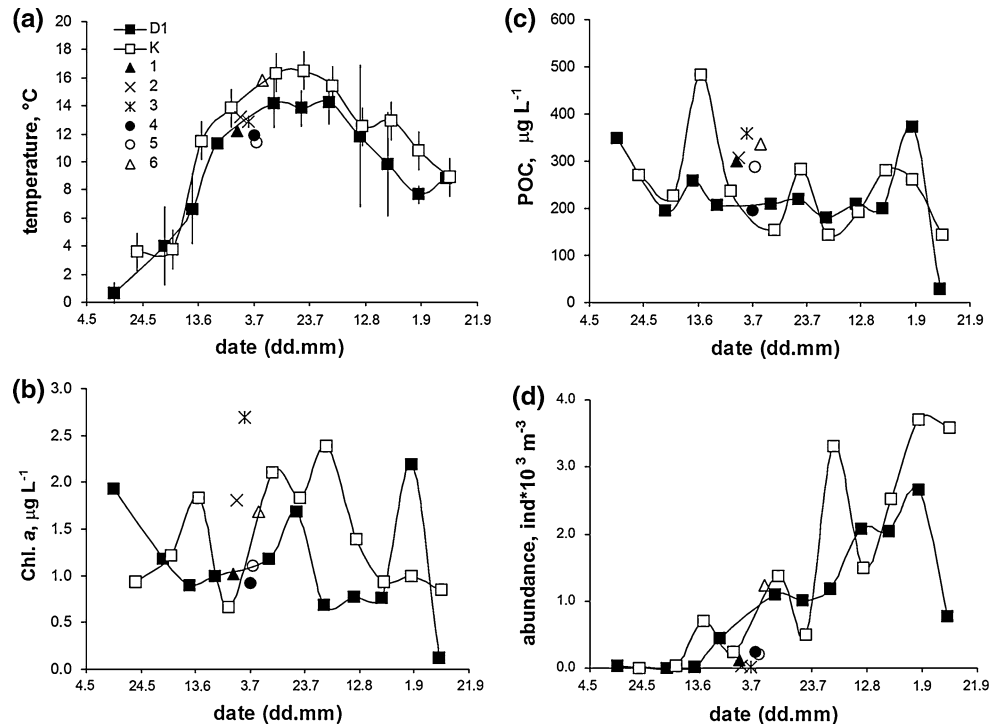 (a)
temperature, °C
20
18
16
14
12
10
8
6
4
2
0
D1
K
1
2
3
4
5
6
4.5 24.5 13.6 3.7 23.7 12.8 1.9 21.9
date (dd.mm)
(c)
POC, µg L-1
600
500
400
300
200
100
0
4.5 24.5 13.6 3.7 23.7 12.8 1.9 21.9
date (dd.mm)
(b)
Chl. a, µg L-1
3.0
2.5
2.0
1.5
1.0
0.5
0.0
4.5 24.5 13.6 3.7 23.7 12.8 1.9 21.9
date (dd.mm)
(d)
abundance, ind*10-3 m-3
4.0
3.0
2.0
1.0
0.0
4.5 24.5 13.6 3.7 23.7 12.8 1.9 21.9
date (dd.mm)